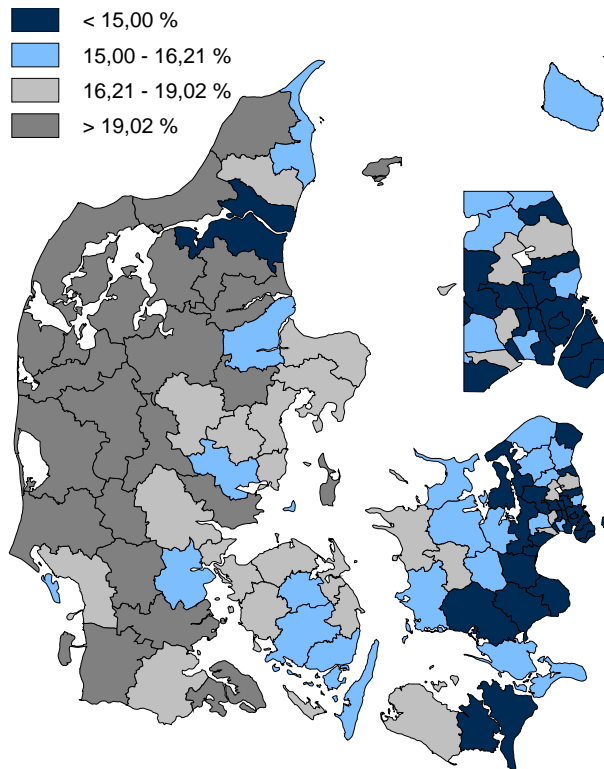 < 15,00 %
15,00 - 16,21 %
16,21 - 19,02 %
> 19,02 %